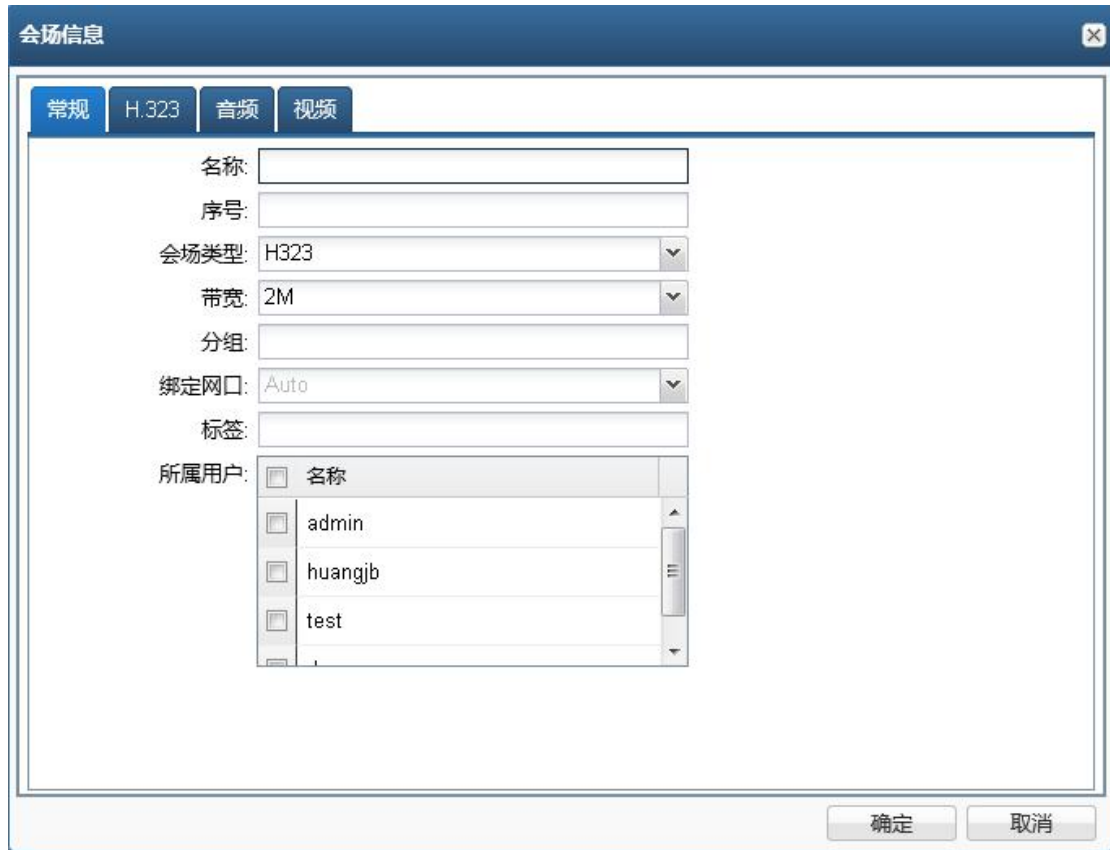 会场信息
常规 H.323 音频 视频
名称:
序号:
会场类型: H323
带宽: 2M
分组:
绑定网口: Auto
标签:
所属用户: 名称
admin
huangjb
test
确定 取消